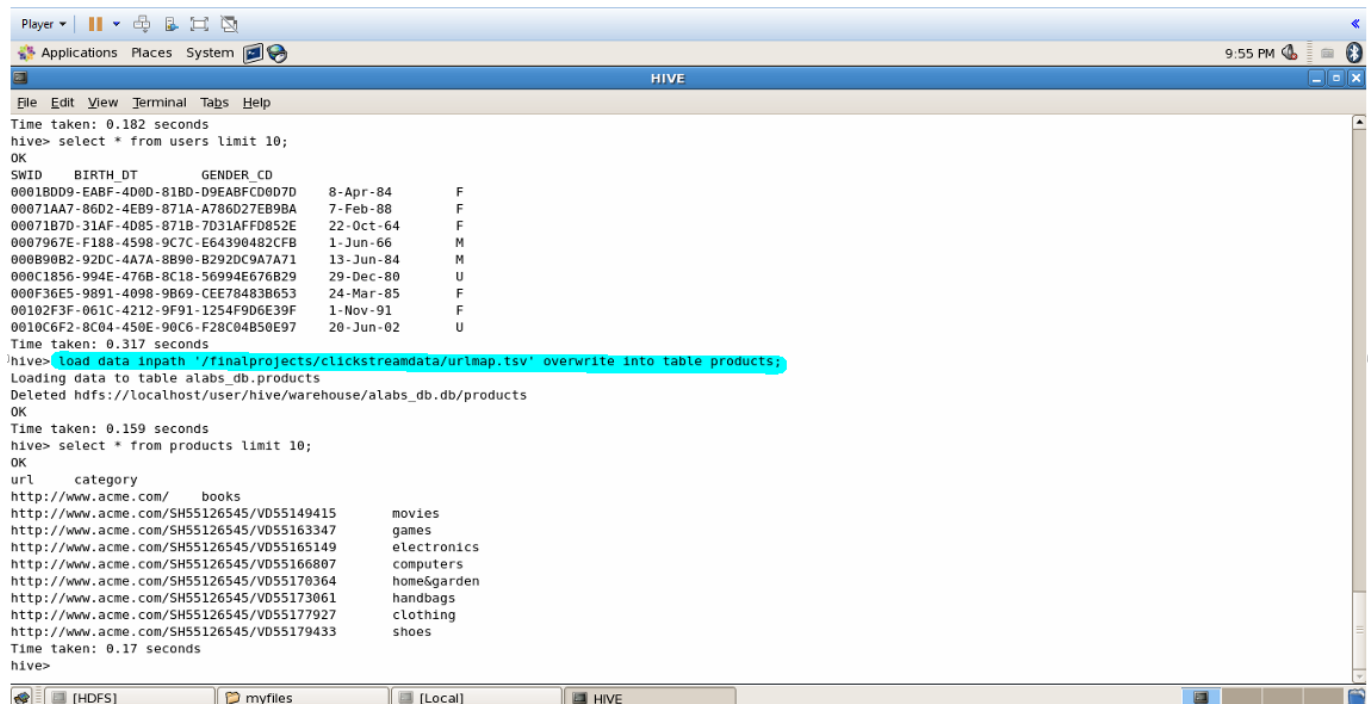 Player
Applications Places System 9:55 PM
HIVE
File Edit View Terminal Tabs Help
Time taken: 0.182 seconds
hive> select * from users limit 10;
OK
SWID BIRTH_DT GENDER_CD
0001BDD9-EABF-4D0D-81BD-D9EABFCD0D7D 8-Apr-84 F
00071AA7-86D2-4EB9-871A-A786D27EB9BA 7-Feb-88 F
00071B7D-31AF-4D85-871B-7D31AFFD852E 22-Oct-64 F
0007967E-F188-4598-9C7C-E64390482CFB 1-Jun-66 M
000B90B2-92DC-4A7A-8B90-B292DC9A7A71 13-Jun-84 M
000C1856-994E-476B-8C18-56994E676B29 29-Dec-80 U
000F36E5-9891-4098-9B69-CEE78483B653 24-Mar-85 F
00102F3F-061C-4212-9F91-1254F9D6E39F 1-Nov-91 F
0010C6F2-8C04-450E-90C6-F28C04B50E97 20-Jun-02 U
Time taken: 0.317 seconds
hive> load data inpath '/finalprojects/clickstreamdata/urlmap.tsv' overwrite into table products;
Loading data to table alabs_db.products
Deleted hdfs://localhost/user/hive/warehouse/alabs_db.db/products
OK
Time taken: 0.159 seconds
hive> select * from products limit 10;
OK
url category
http://www.acme.com/ books
http://www.acme.com/SH55126545/VD55149415 movies
http://www.acme.com/SH55126545/VD55163347 games
http://www.acme.com/SH55126545/VD55165149 electronics
http://www.acme.com/SH55126545/VD55166807 computers
http://www.acme.com/SH55126545/VD55170364 home&garden
http://www.acme.com/SH55126545/VD55173061 handbags
http://www.acme.com/SH55126545/VD55177927 clothing
http://www.acme.com/SH55126545/VD55179433 shoes
Time taken: 0.17 seconds
hive>
[HDFS] myfiles [Local] HIVE